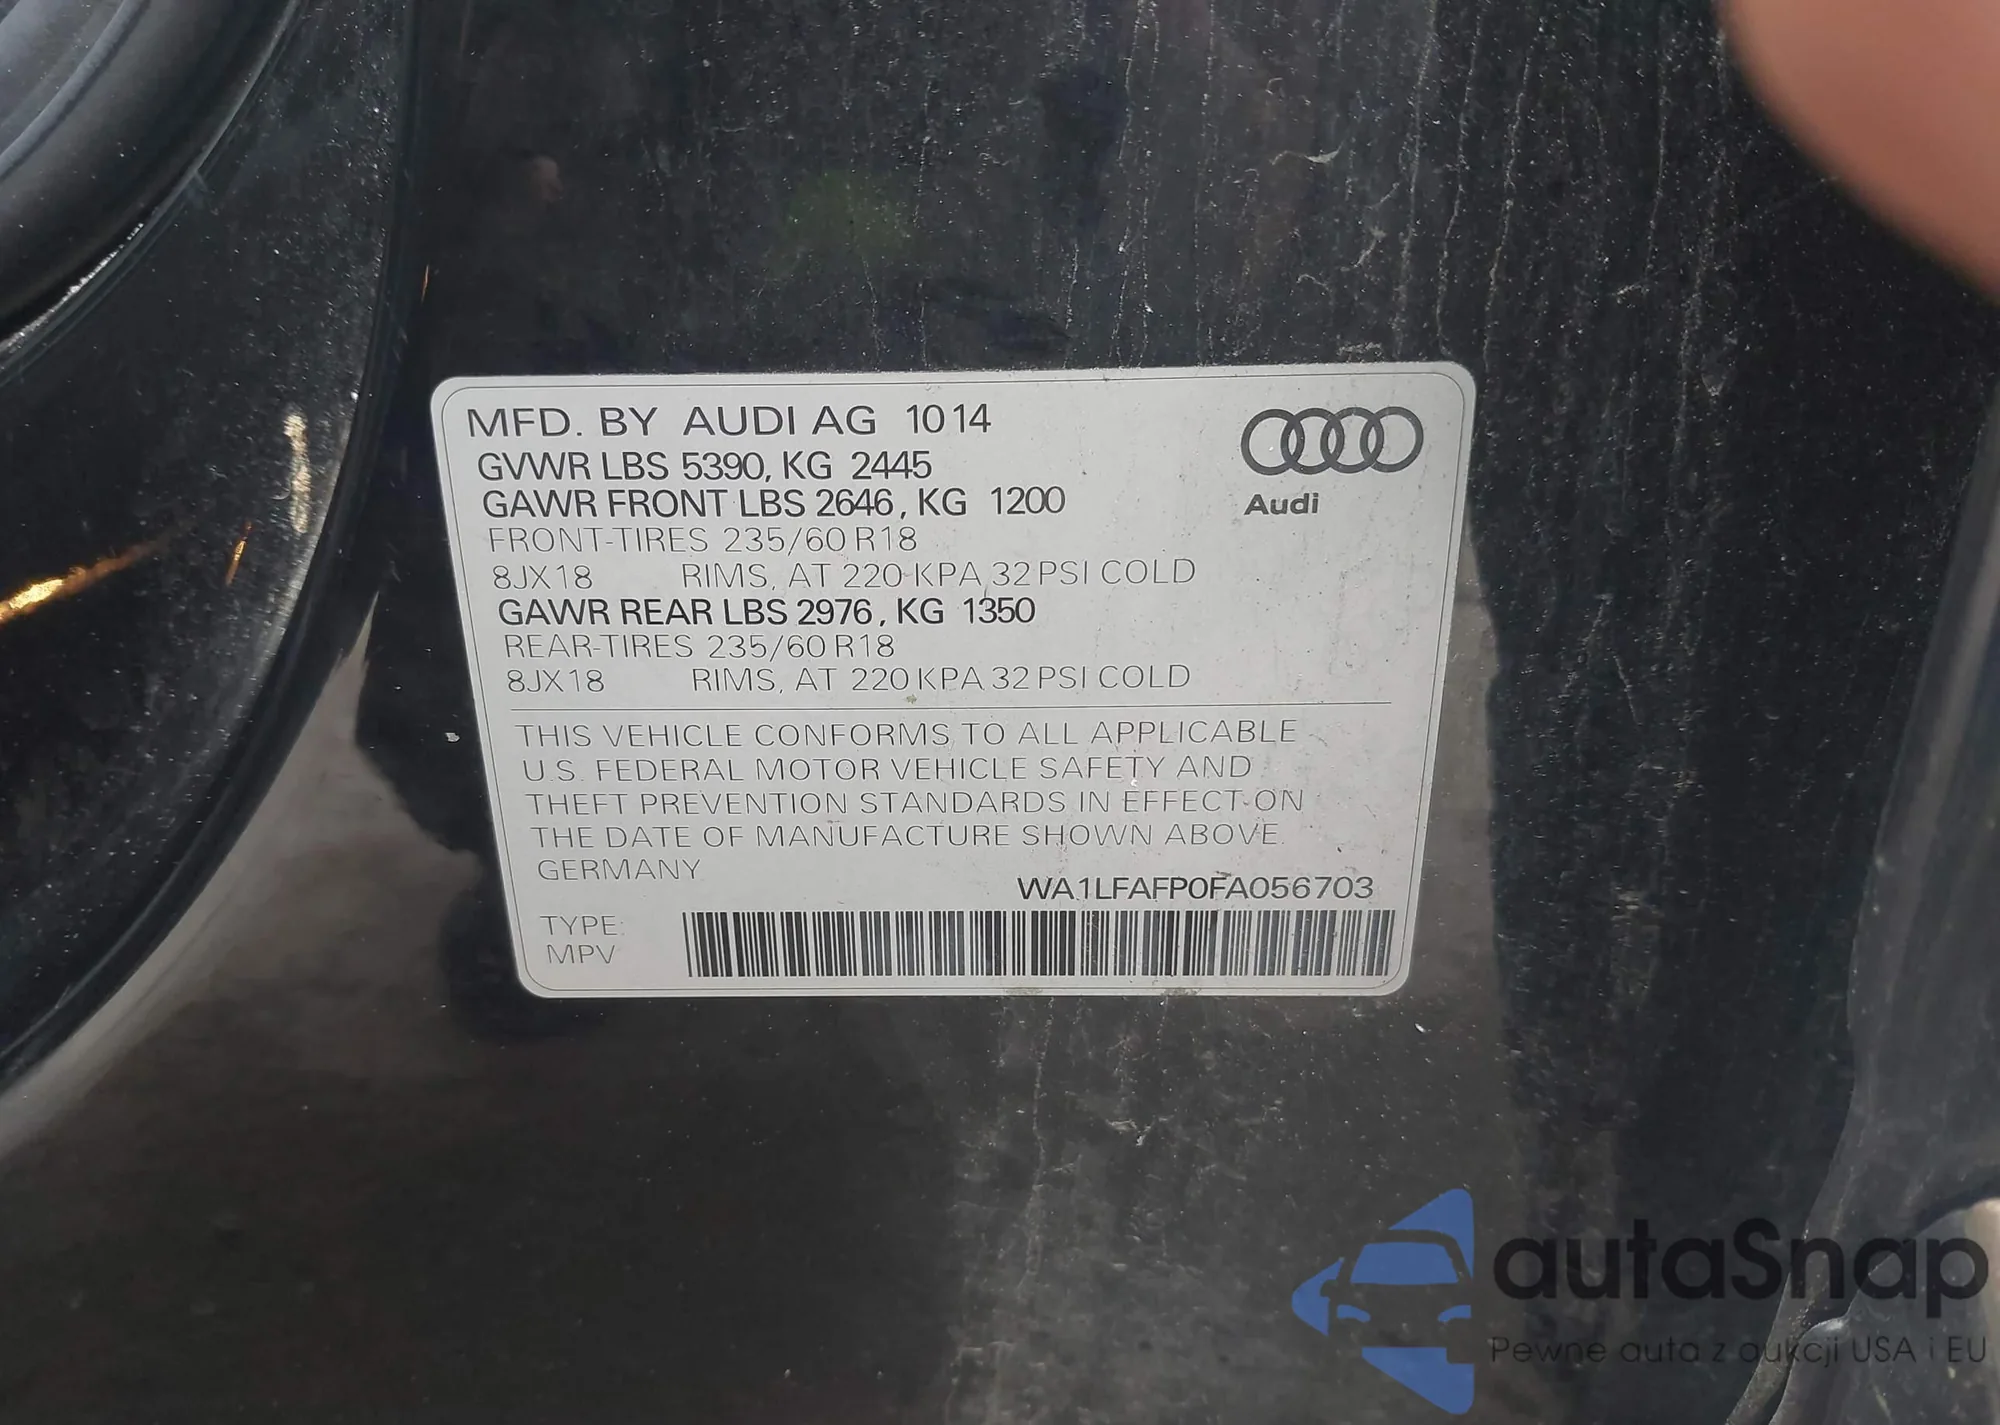 MFD. BY AUDI AG 10 14
GVWR LBS 5390, KG 2445
GAWR FRONT LBS 2646, KG 1200
FRONT-TIRES 235/60 R18
8JX18 RIMS, AT 220 KPA 32 PSI COLD
GAWR REAR LBS 2976, KG 1350
REAR-TIRES 235/60 R18
8JX18 RIMS, AT 220 KPA 32 PSI COLD
Audi
THIS VEHICLE CONFORMS TO ALL APPLICABLE
U.S. FEDERAL MOTOR VEHICLE SAFETY AND
THEFT PREVENTION STANDARDS IN EFFECT ON
THE DATE OF MANUFACTURE SHOWN ABOVE.
GERMANY
WA1LFAFP0FA056703
TYPE:
MPV
autaSnap
Pewne auta z aukcji USA i EU